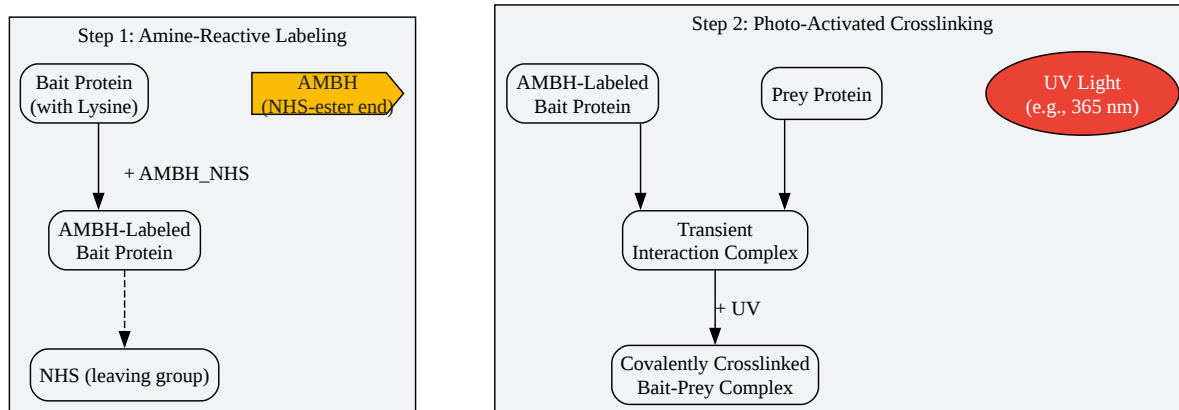 Step 1: Amine-Reactive Labeling
Bait Protein
(with Lysine)
AMBH
(NHS-ester end)
+ AMBH_NHS
AMBH-Labeled
Bait Protein
NHS (leaving group)
Step 2: Photo-Activated Crosslinking
AMBH-Labeled
Bait Protein
Prey Protein
UV Light
(e.g., 365 nm)
Transient
Interaction Complex
+ UV
Covalently Crosslinked
Bait-Prey Complex